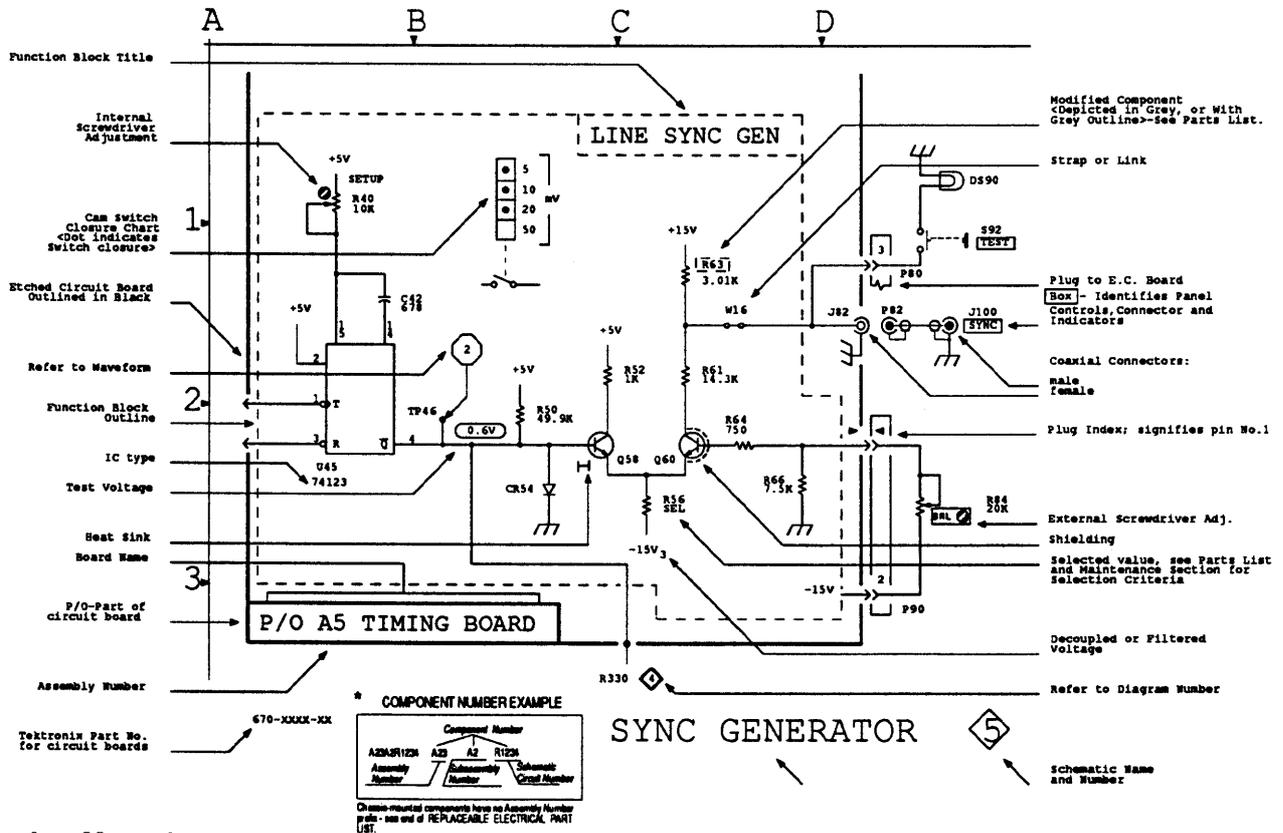 A
B
C
D
Function Block Title
Internal
Screwdriver
Adjustment
Cam Switch
Closure Chart
<Dot indicates
Switch closure>
Etched Circuit Board
Outlined in Black
Refer to Waveform
Function Block
Outline
IC type
Test Voltage
Heat Sink
Board Name
P/O-Part of
circuit board
Assembly Number
Tektronix Part No.
for circuit boards
1
2
3
LINE SYNC GEN
+5V
SETUP
R40
10K
5
10
20
50
mV
C42
678
+5V
1
5
1
4
2
1
T
3
R
Q
4
U45
74123
2
TP46
0.6V
+5V
R50
49.9K
CR54
+5V
R52
1K
Q58
Q60
+15V
R63
3.01K
W16
R61
14.3K
R64
750
R66
7.5K
R56
SEL
-15V3
-15V
DS90
S92
TEST
3
P80
J82
P82
J100
SYNC
R84
20K
BAL
2
P90
P/O A5 TIMING BOARD
R330
4
670-XXXX-XX
Modified Component
<Depicted in Grey, or With
Grey Outline>-See Parts List.
Strap or Link
Plug to E.C. Board
Box - Identifies Panel
Controls,Connector and
Indicators
Coaxial Connectors:
male
female
Plug Index; signifies pin No.1
External Screwdriver Adj.
Shielding
Selected value, see Parts List
and Maintenance Section for
Selection Criteria
Decoupled or Filtered
Voltage
Refer to Diagram Number
Schematic Name
and Number
SYNC GENERATOR
5
*
COMPONENT NUMBER EXAMPLE
Component Number
A23A2R1234 A23 A2 R1234
Assembly
Number
Subassembly
Number
Schematic
Circuit Number
Chassis-mounted components have no Assembly Number
prefix - see end of REPLACEABLE ELECTRICAL PART
LIST.